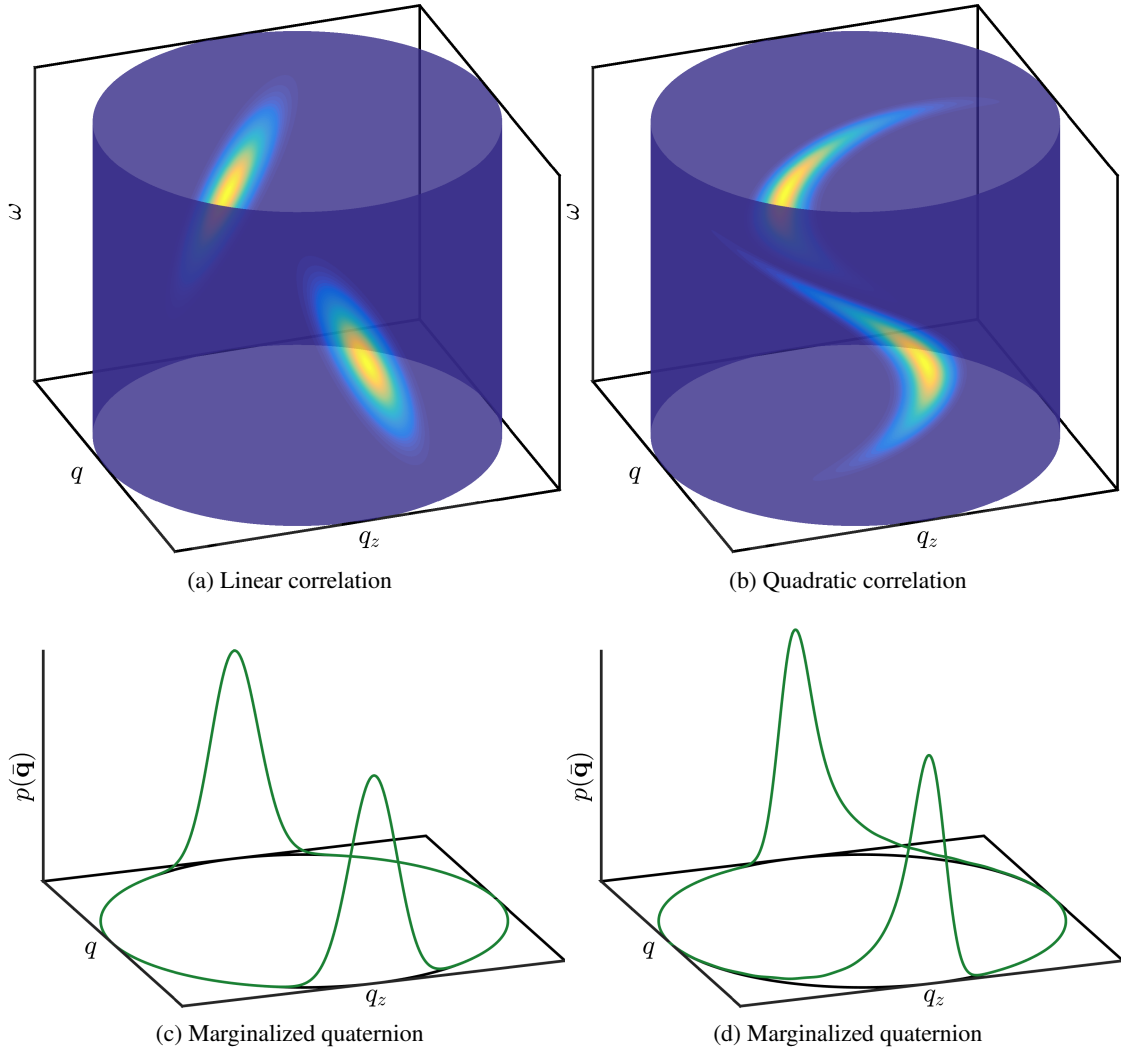 ω
q
q_z
(a) Linear correlation
ω
q
q_z
(b) Quadratic correlation
p(q̄)
q
q_z
(c) Marginalized quaternion
p(q̄)
q
q_z
(d) Marginalized quaternion